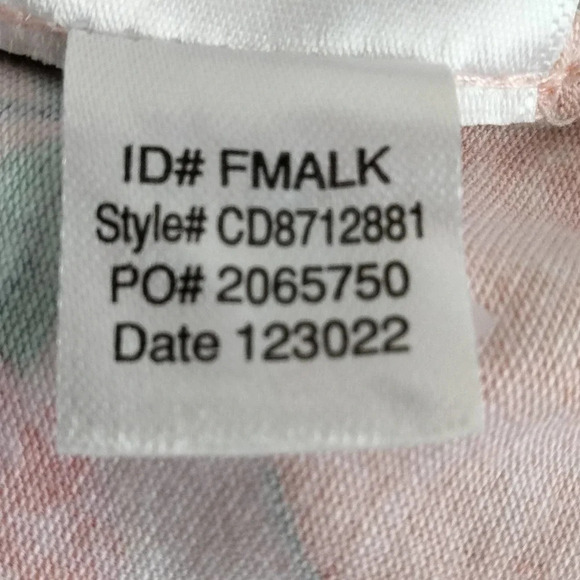 ID# FMALK
Style# CD8712881
PO# 2065750
Date 123022